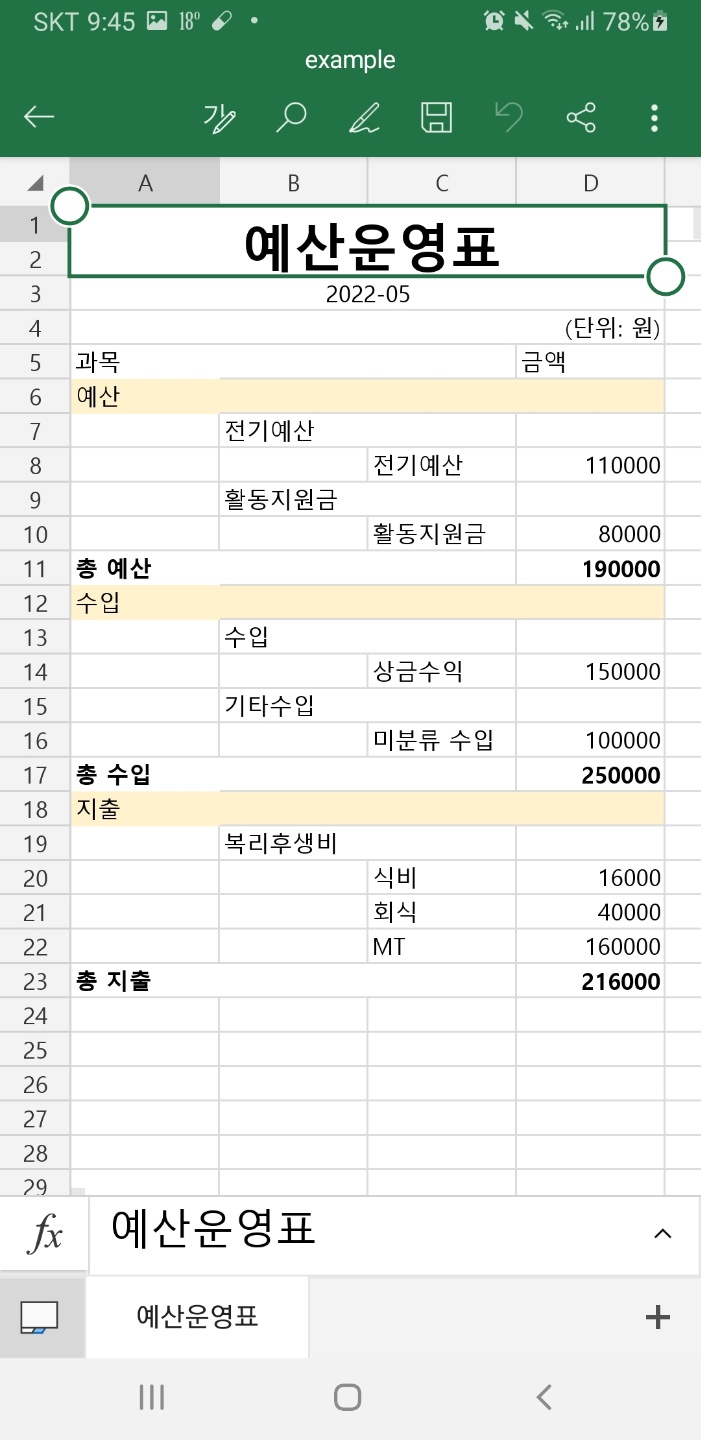 SKT 9:45 18° 78%
example
가
A B C D
1 예산운영표
2
3 2022-05
4 (단위: 원)
5 과목 금액
6 예산
7 전기예산
8 전기예산 110000
9 활동지원금
10 활동지원금 80000
11 총 예산 190000
12 수입
13 수입
14 상금수익 150000
15 기타수입
16 미분류 수입 100000
17 총 수입 250000
18 지출
19 복리후생비
20 식비 16000
21 회식 40000
22 MT 160000
23 총 지출 216000
24
25
26
27
28
29
fx 예산운영표
예산운영표